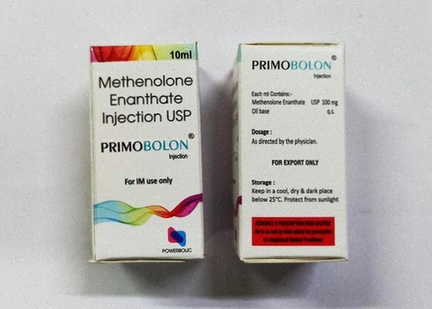 10ml
Methenolone
Enanthate
Injection USP
PRIMOBOLON®
Injection
For IM use only
POWERBOLIC
PRIMOBOLON®
Injection
Each ml Contains:-
Methenolone Enanthate USP 100 mg
Oil base q.s.
Dosage :
As directed by the physician.
FOR EXPORT ONLY
Storage :
Keep in a cool, dry & dark place
below 25°C. Protect from sunlight